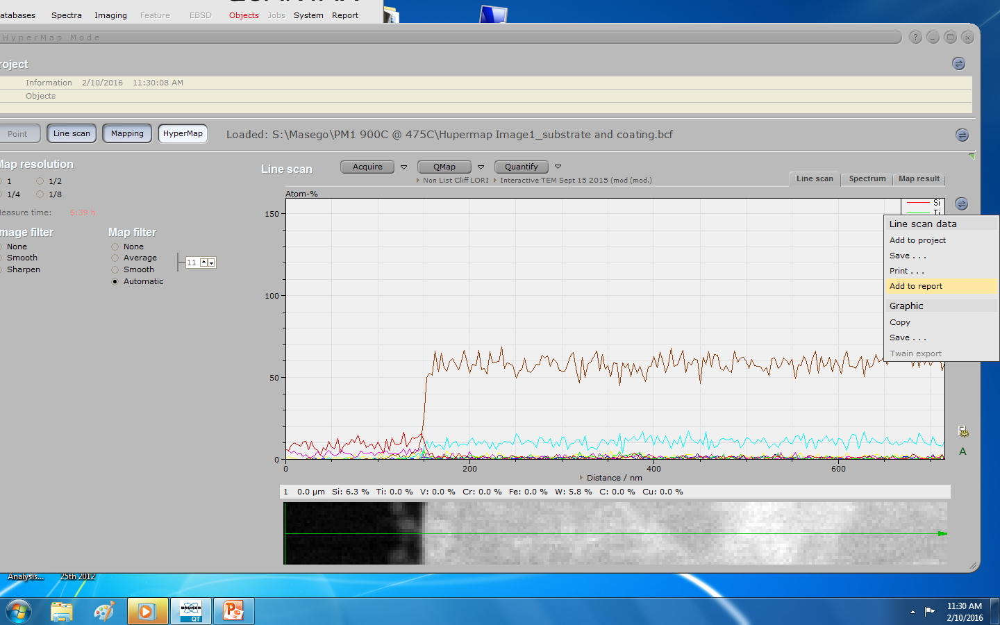 atabases Spectra Imaging Feature EBSD Objects Jobs System Report
HyperMap Mode
roject
Information 2/10/2016 11:30:08 AM
Objects
Point Line scan Mapping HyperMap Loaded: S:\Masego\PM1 900C @ 475C\Hupermap Image1_substrate and coating.bcf
Map resolution
1 1/2
1/4 1/8
easure time: 5:39 h
mage filter Map filter
None None
Smooth Average 11
Sharpen Smooth
Automatic
Line scan Acquire QMap Quantify
Non List Cliff LORI Interactive TEM Sept 15 2015 (mod (mod.)
Line scan Spectrum Map result
Atom-%
150
100
50
0
0 200 400 600
Distance / nm
Si
Ti
Line scan data
Add to project
Save . . .
Print . . .
Add to report
Graphic
Copy
Save . . .
Twain export
A
1 0.0 µm Si: 6.3 % Ti: 0.0 % V: 0.0 % Cr: 0.0 % Fe: 0.0 % W: 5.8 % C: 0.0 % Cu: 0.0 %
Analysis... 25th 2012
BRUKER
QT
11:30 AM
2/10/2016